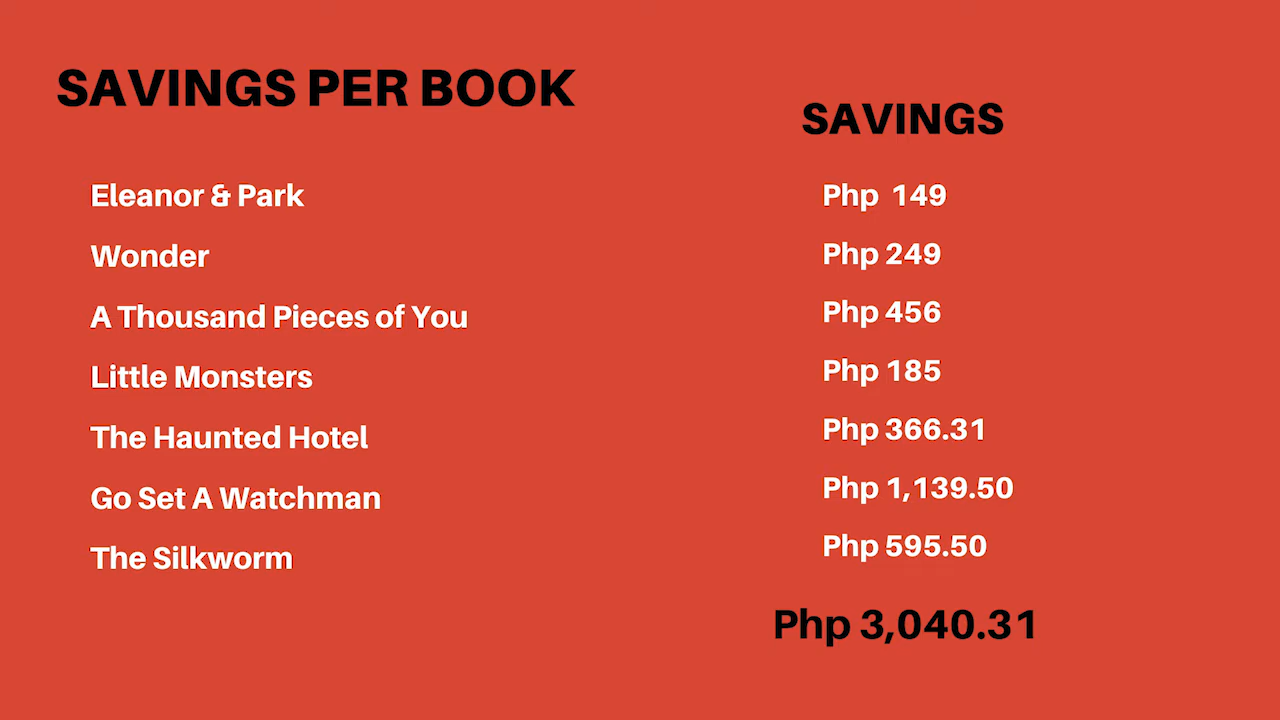 SAVINGS PER BOOK
SAVINGS
Eleanor & Park
Php 149
Wonder
Php 249
A Thousand Pieces of You
Php 456
Little Monsters
Php 185
The Haunted Hotel
Php 366.31
Go Set A Watchman
Php 1,139.50
The Silkworm
Php 595.50
Php 3,040.31